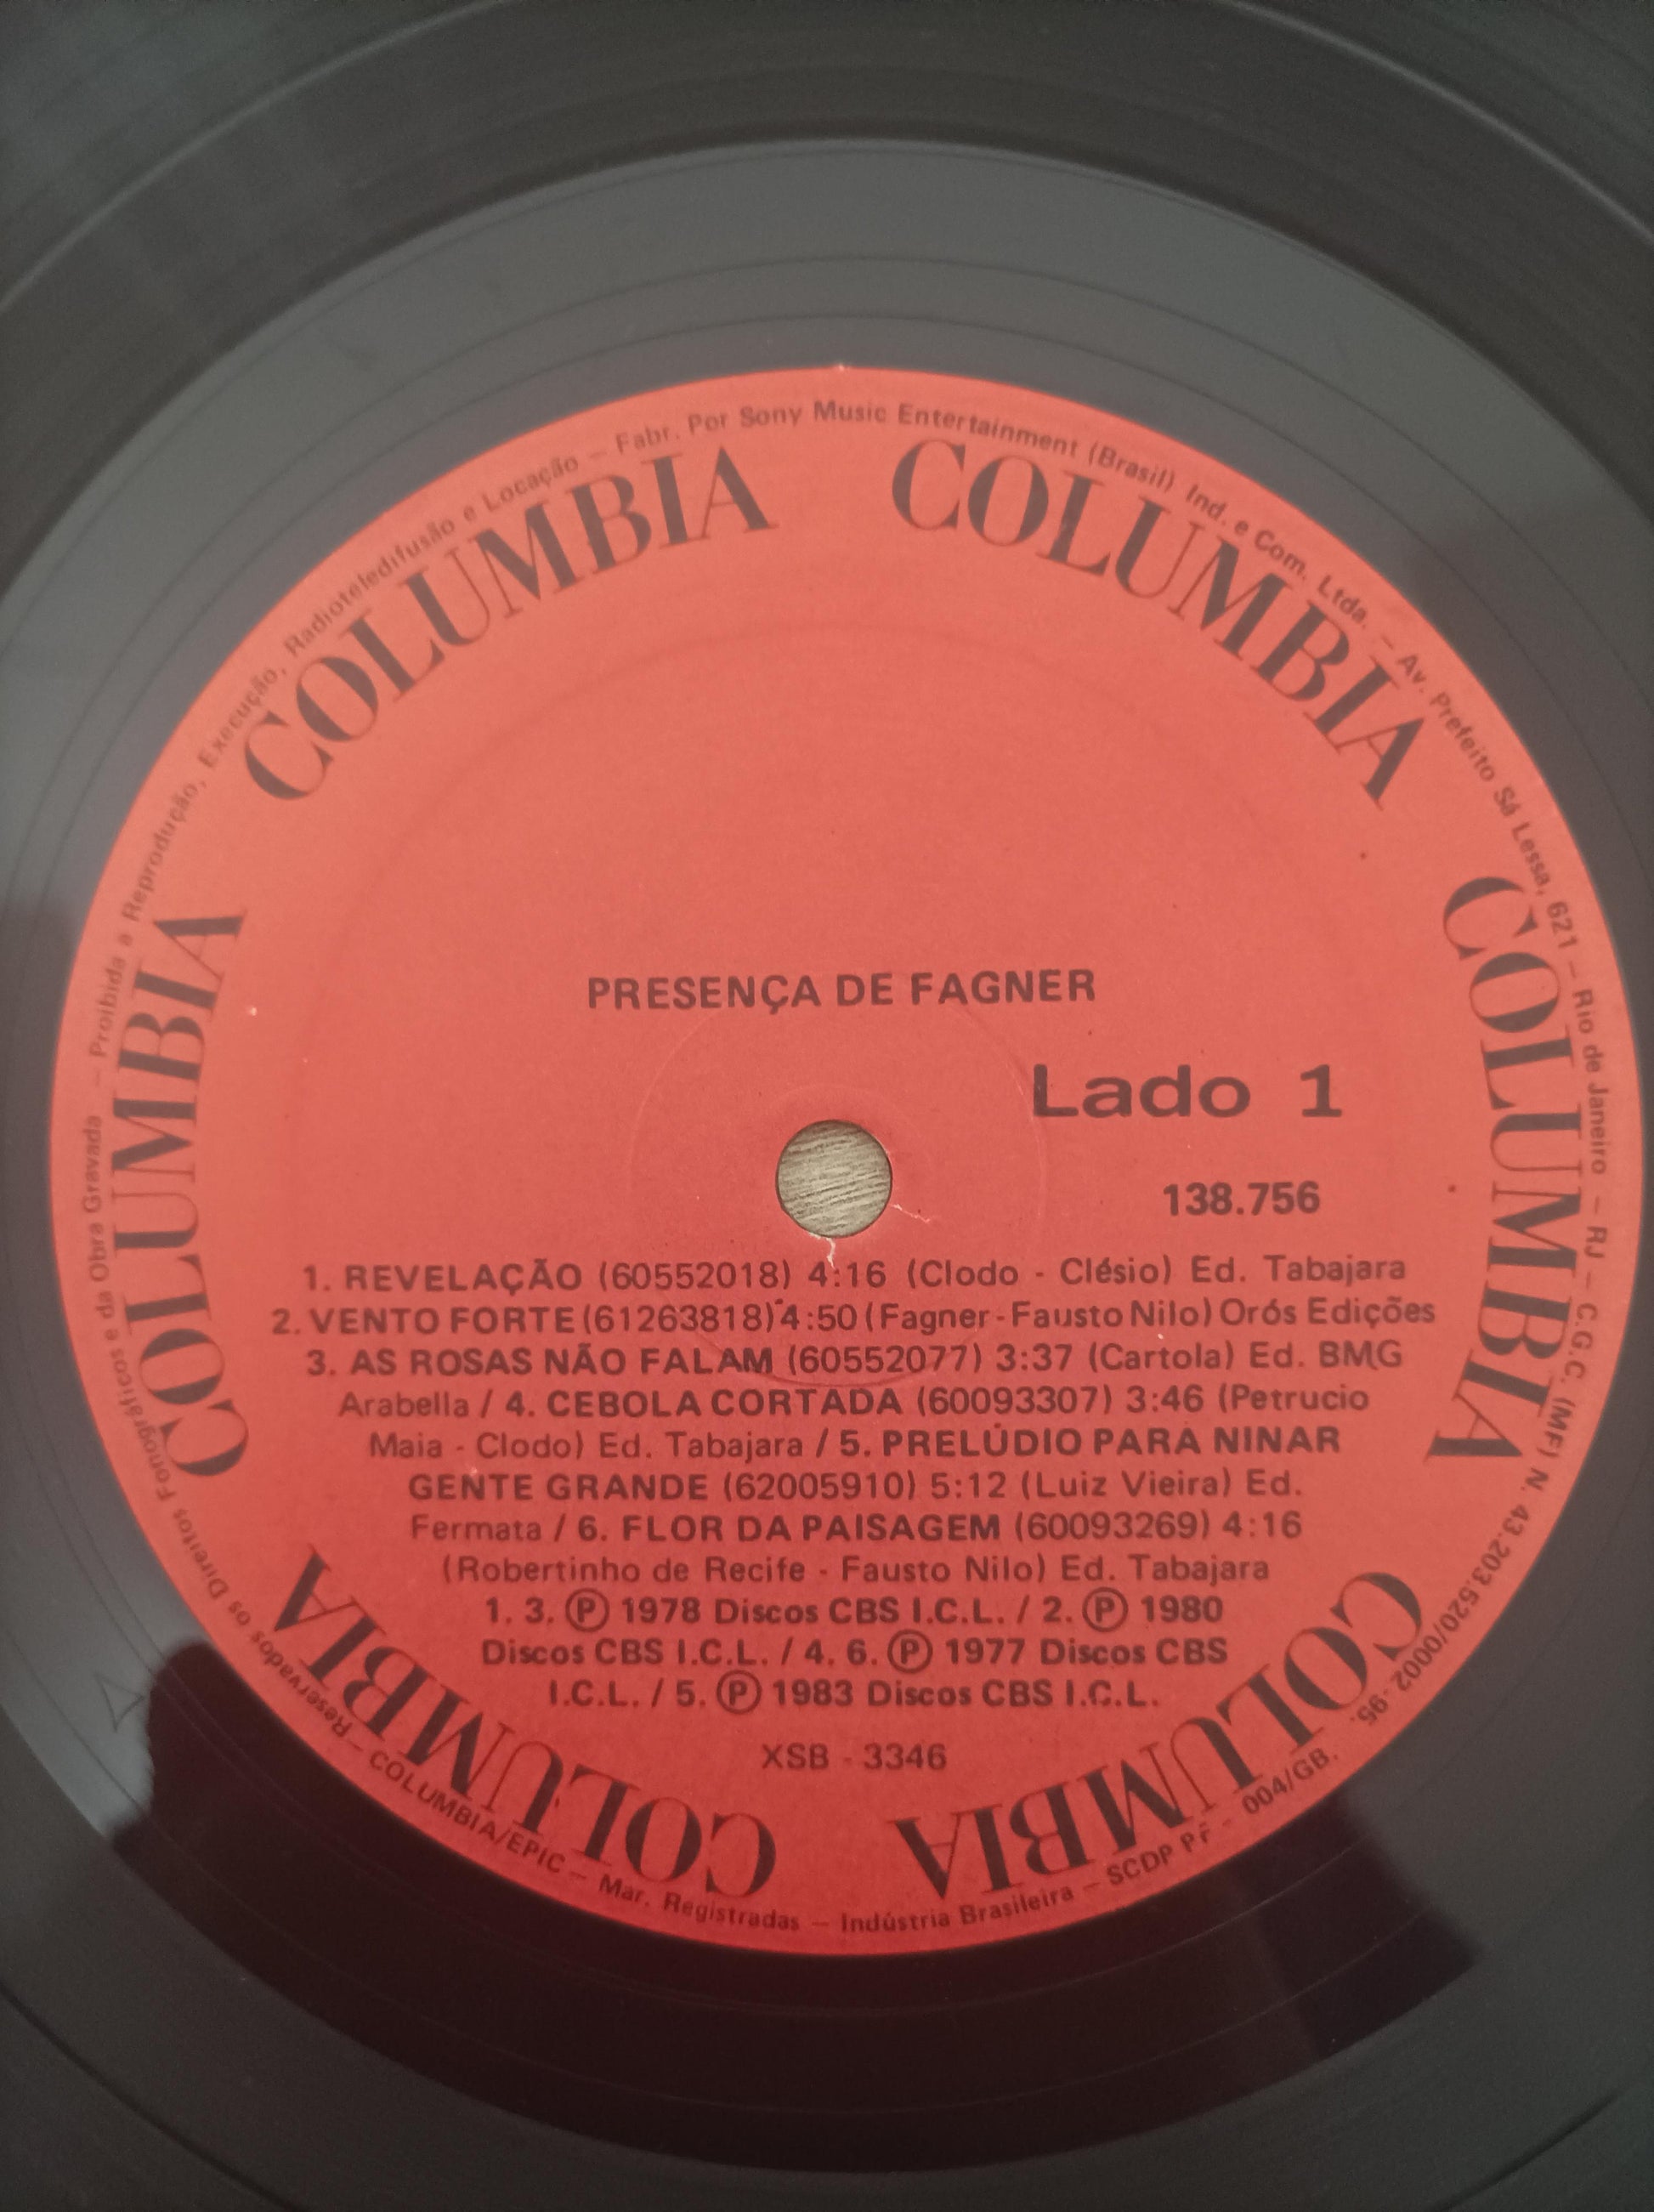 Reservados os Direitos Fonográficos e da Obra Gravada — Proibida a Reprodução, Execução, Radioteledifusão e Locação — Fabr. Por Sony Music Entertainment (Brasil) Ind. e Com. Ltda. — Av. Prefeito Sá Lessa, 621 — Rio de Janeiro — RJ — C.G.C. (MF) N. 43.203.520/0002-95.
COLUMBIA
COLUMBIA
COLUMBIA
COLUMBIA
COLUMBIA
COLUMBIA
PRESENÇA DE FAGNER
Lado 1
138.756
1. REVELAÇÃO (60552018) 4:16 (Clodo - Clésio) Ed. Tabajara
2. VENTO FORTE (61263818) 4:50 (Fagner - Fausto Nilo) Orós Edições
3. AS ROSAS NÃO FALAM (60552077) 3:37 (Cartola) Ed. BMG
Arabella / 4. CEBOLA CORTADA (60093307) 3:46 (Petrucio
Maia - Clodo) Ed. Tabajara / 5. PRELÚDIO PARA NINAR
GENTE GRANDE (62005910) 5:12 (Luiz Vieira) Ed.
Fermata / 6. FLOR DA PAISAGEM (60093269) 4:16
(Robertinho de Recife - Fausto Nilo) Ed. Tabajara
1. 3. Ⓟ 1978 Discos CBS I.C.L. / 2. Ⓟ 1980
Discos CBS I.C.L. / 4. 6. Ⓟ 1977 Discos CBS
I.C.L. / 5. Ⓟ 1983 Discos CBS I.C.L.
XSB - 3346
COLUMBIA/EPIC — Mar. Registradas — Indústria Brasileira — SCDP PF - 004/GB.